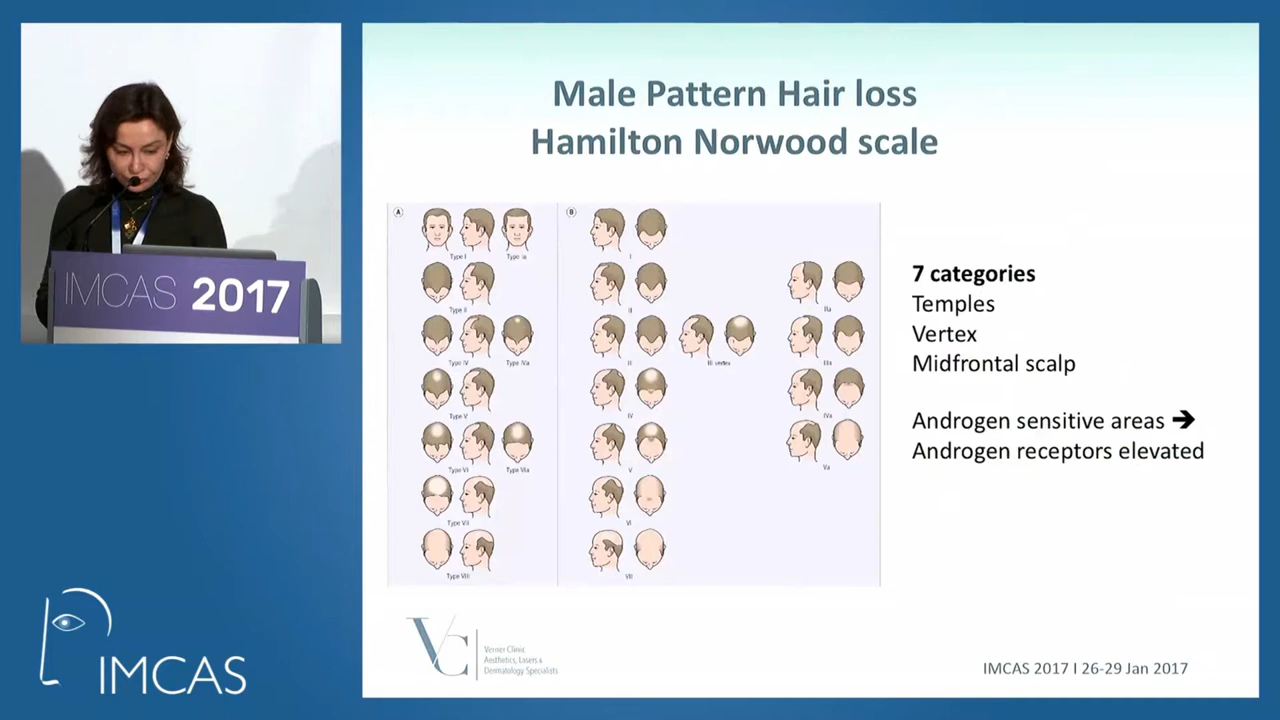 IMCAS 2017
IMCAS
Male Pattern Hair loss
Hamilton Norwood scale
A
Type I
Type Ia
Type II
Type IV
Type IVa
Type V
Type VI
Type VIa
Type VII
Type VIII
B
I
II
IIa
III vertex
IIIa
IV
IVa
V
Va
VI
VII
7 categories
Temples
Vertex
Midfrontal scalp
Androgen sensitive areas ➔
Androgen receptors elevated
VC
Verner Clinic
Aesthetics, Lasers &
Dermatology Specialists
IMCAS 2017 I 26-29 Jan 2017